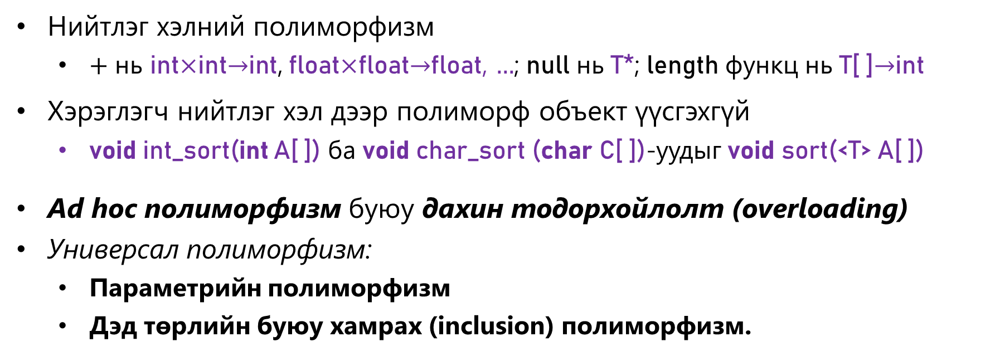 • Нийтлэг хэлний полиморфизм
• + нь int×int→int, float×float→float, ...; null нь T*; length функц нь T[ ]→int
• Хэрэглэгч нийтлэг хэл дээр полиморф объект үүсгэхгүй
• void int_sort(int A[ ]) ба void char_sort (char C[ ])-уудыг void sort(<T> A[ ])
• Ad hoc полиморфизм буюу дахин тодорхойлолт (overloading)
• Универсал полиморфизм:
• Параметрийн полиморфизм
• Дэд төрлийн буюу хамрах (inclusion) полиморфизм.